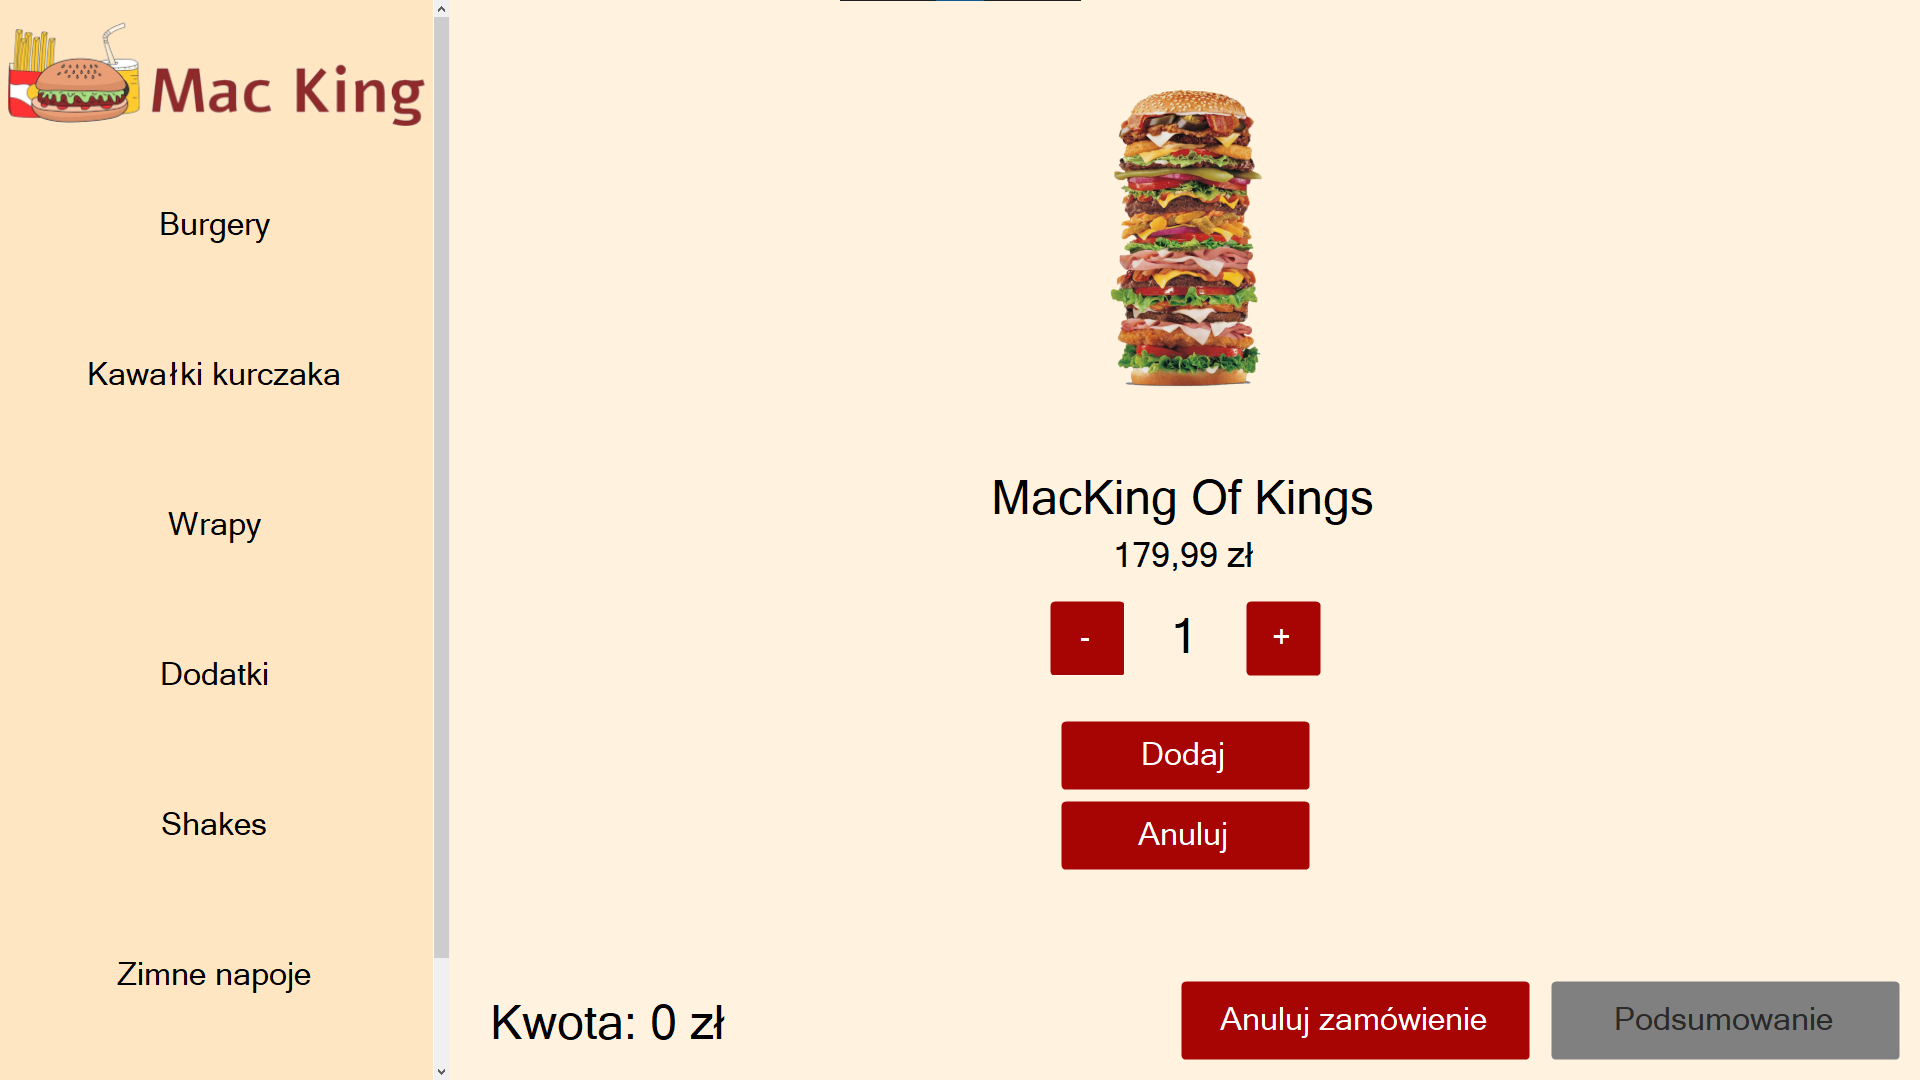 Mac King
Burgery
Kawałki kurczaka
Wrapy
Dodatki
Shakes
Zimne napoje
MacKing Of Kings
179,99 zł
- 1 +
Dodaj
Anuluj
Kwota: 0 zł
Anuluj zamówienie
Podsumowanie